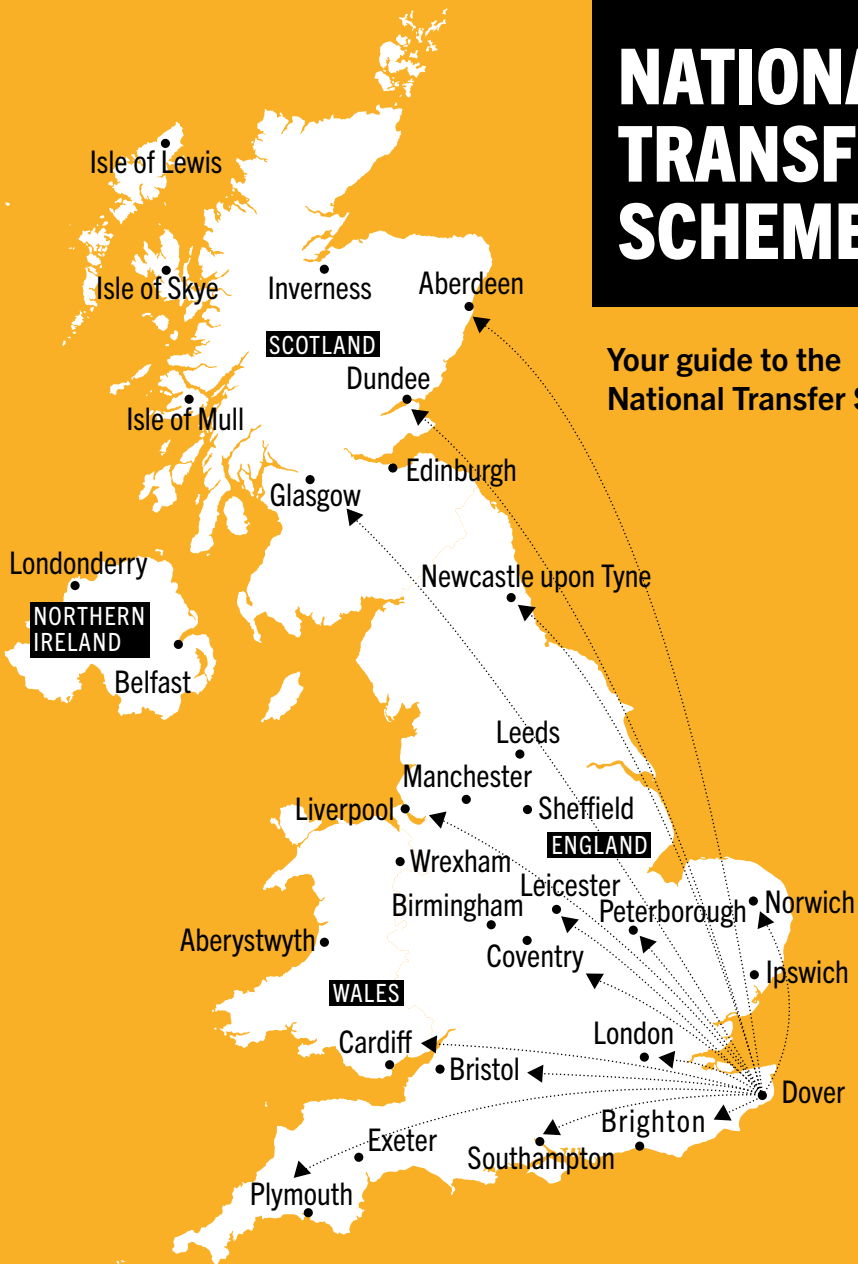 NATIONA
TRANSF
SCHEME
Your guide to the
National Transfer S
Isle of Lewis
Isle of Skye
Inverness
Aberdeen
SCOTLAND
Dundee
Isle of Mull
Edinburgh
Glasgow
Londonderry
Newcastle upon Tyne
NORTHERN
IRELAND
Belfast
Leeds
Manchester
Liverpool
Sheffield
ENGLAND
Wrexham
Leicester
Birmingham
Peterborough
Norwich
Aberystwyth
Coventry
Ipswich
WALES
London
Cardiff
Bristol
Dover
Brighton
Exeter
Southampton
Plymouth